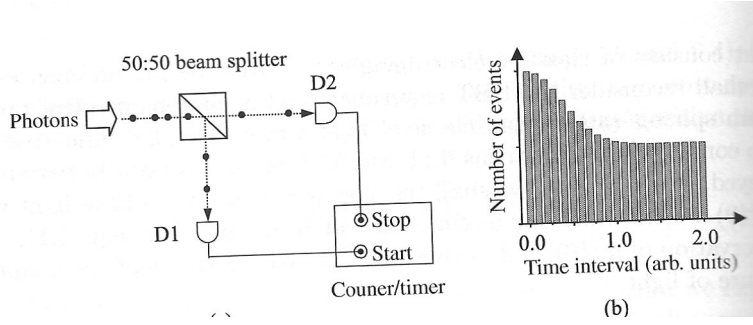 50:50 beam splitter
D2
Photons
D1
Stop
Start
Couner/timer
Number of events
0.0 1.0 2.0
Time interval (arb. units)
(b)